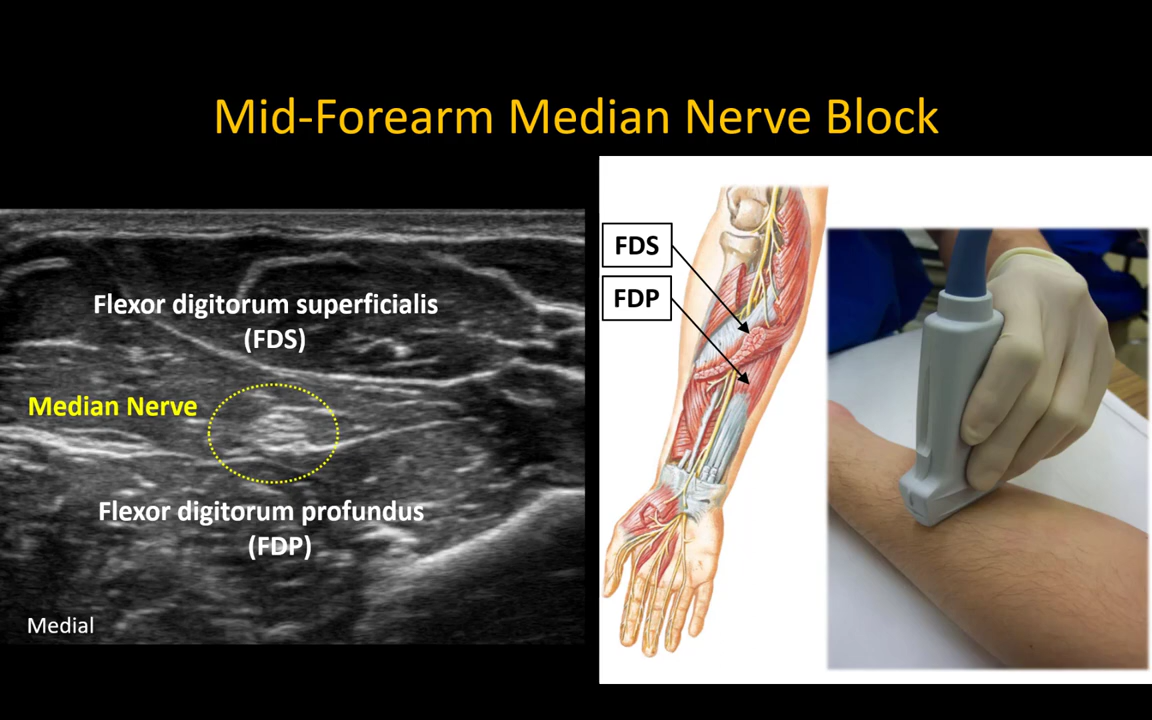 Mid-Forearm Median Nerve Block
Flexor digitorum superficialis
(FDS)
Median Nerve
Flexor digitorum profundus
(FDP)
Medial
FDS
FDP